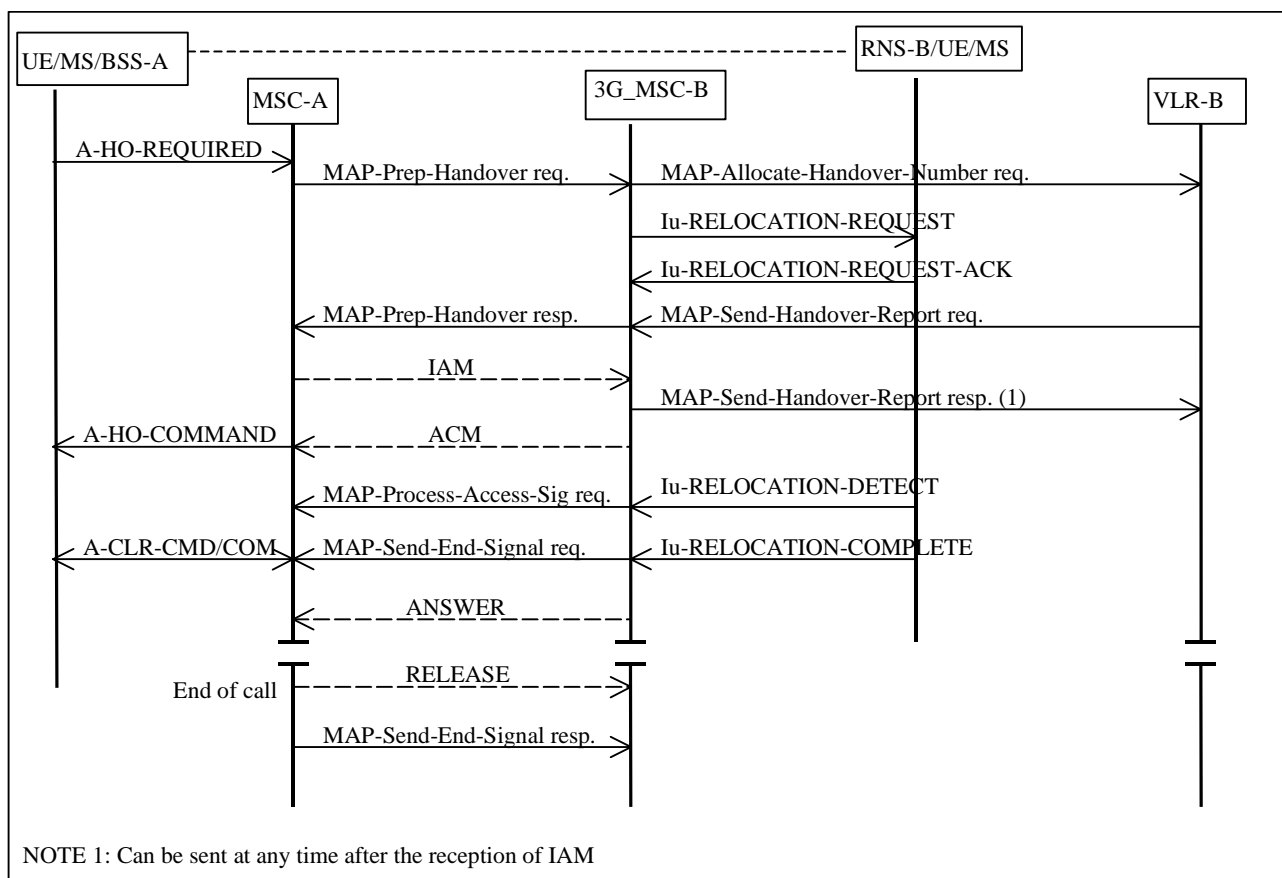 UE/MS/BSS-A
RNS-B/UE/MS
MSC-A
3G_MSC-B
VLR-B
A-HO-REQUIRED
MAP-Prep-Handover req.
MAP-Allocate-Handover-Number req.
Iu-RELOCATION-REQUEST
Iu-RELOCATION-REQUEST-ACK
MAP-Prep-Handover resp.
MAP-Send-Handover-Report req.
IAM
MAP-Send-Handover-Report resp. (1)
A-HO-COMMAND
ACM
Iu-RELOCATION-DETECT
MAP-Process-Access-Sig req.
A-CLR-CMD/COM
MAP-Send-End-Signal req.
Iu-RELOCATION-COMPLETE
ANSWER
RELEASE
End of call
MAP-Send-End-Signal resp.
NOTE 1: Can be sent at any time after the reception of IAM